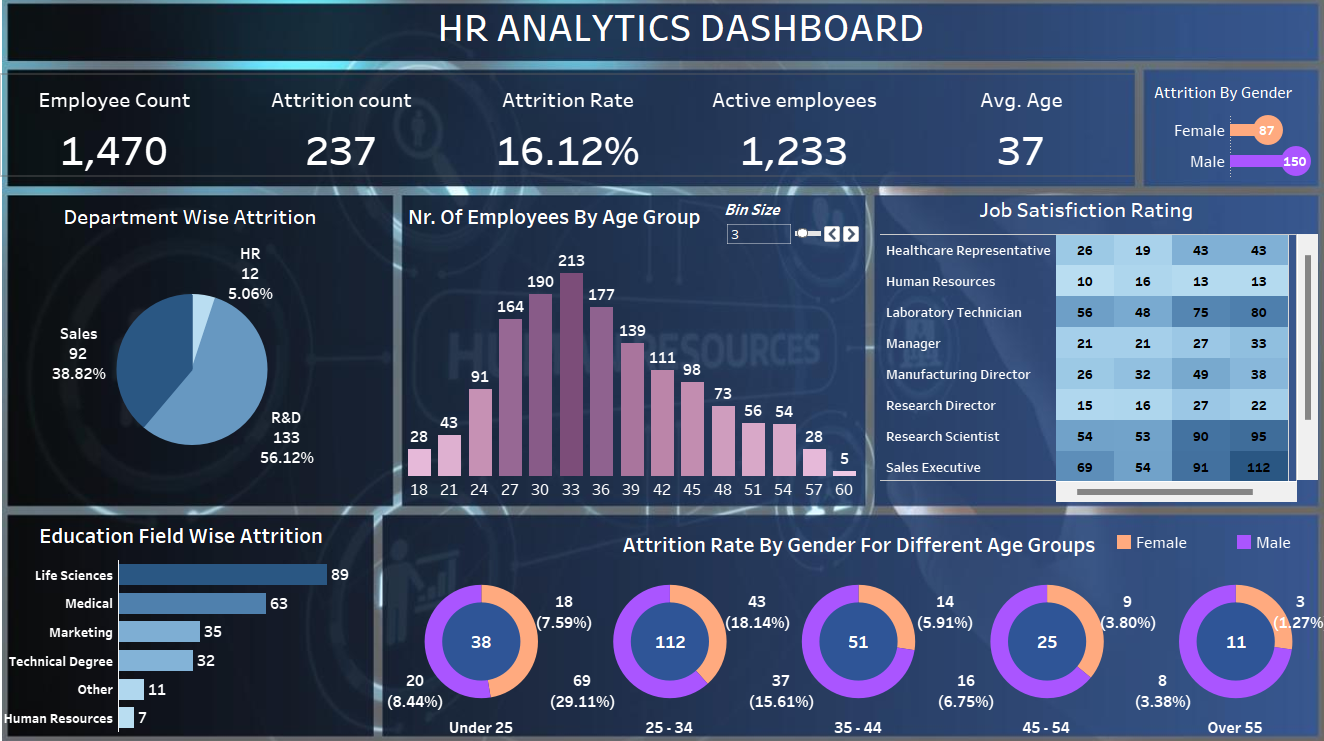 HR ANALYTICS DASHBOARD
Employee Count
1,470
Attrition count
237
Attrition Rate
16.12%
Active employees
1,233
Avg. Age
37
Attrition By Gender
Female 87
Male 150
Department Wise Attrition
HR
12
5.06%
Sales
92
38.82%
R&D
133
56.12%
Nr. Of Employees By Age Group
Bin Size
3
28 43 91 164 190 213 177 139 111 98 73 56 54 28 5
18 21 24 27 30 33 36 39 42 45 48 51 54 57 60
HUMAN RESOURCES
Job Satisfiction Rating
Healthcare Representative 26 19 43 43
Human Resources 10 16 13 13
Laboratory Technician 56 48 75 80
Manager 21 21 27 33
Manufacturing Director 26 32 49 38
Research Director 15 16 27 22
Research Scientist 54 53 90 95
Sales Executive 69 54 91 112
Education Field Wise Attrition
Life Sciences 89
Medical 63
Marketing 35
Technical Degree 32
Other 11
Human Resources 7
Attrition Rate By Gender For Different Age Groups
Female
Male
38
18
(7.59%)
20
(8.44%)
Under 25
112
43
(18.14%)
69
(29.11%)
25 - 34
51
14
(5.91%)
37
(15.61%)
35 - 44
25
9
(3.80%)
16
(6.75%)
45 - 54
11
3
(1.27%
8
(3.38%)
Over 55